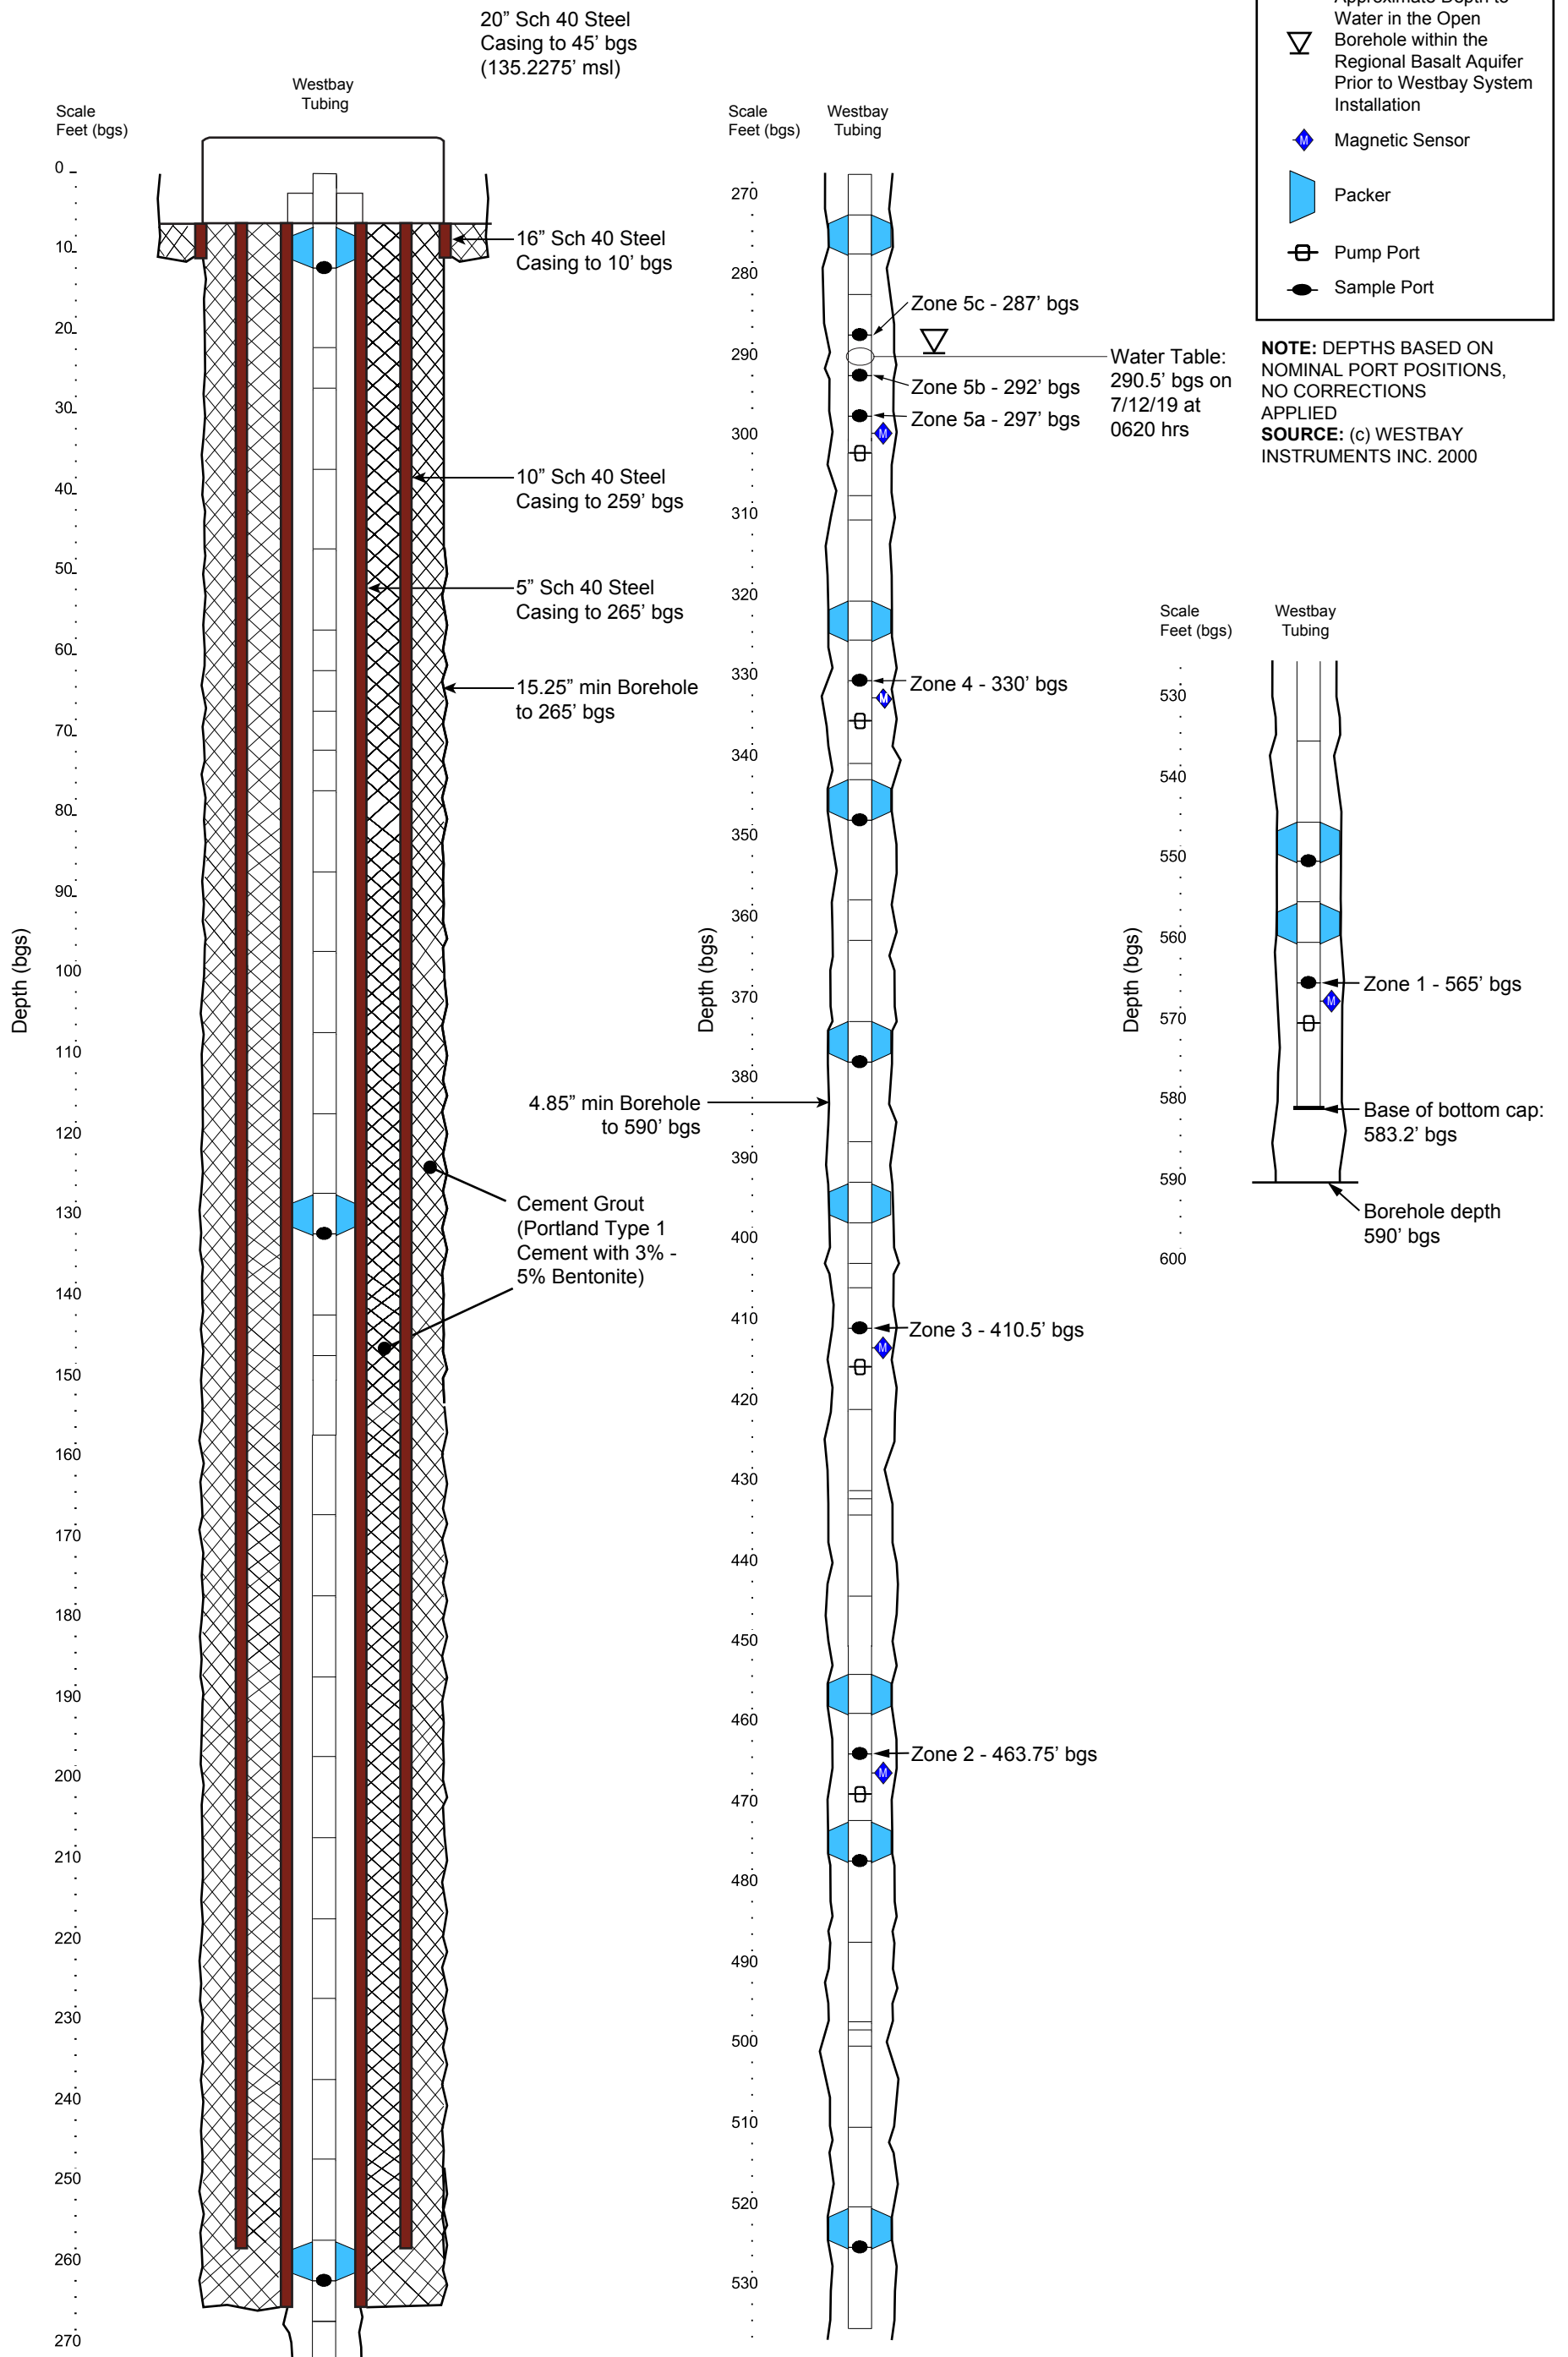 20” Sch 40 Steel
Casing to 45’ bgs
(135.2275’ msl)
Westbay
Tubing
Scale
Feet (bgs)
0
10
20
30
40
50
60
70
80
90
100
110
120
130
140
150
160
170
180
190
200
210
220
230
240
250
260
270
Depth (bgs)
16” Sch 40 Steel
Casing to 10’ bgs
10” Sch 40 Steel
Casing to 259’ bgs
5” Sch 40 Steel
Casing to 265’ bgs
15.25” min Borehole
to 265’ bgs
Cement Grout
(Portland Type 1
Cement with 3% -
5% Bentonite)
Scale
Feet (bgs)
Westbay
Tubing
270
280
290
300
310
320
330
340
350
360
370
380
390
400
410
420
430
440
450
460
470
480
490
500
510
520
530
Depth (bgs)
Zone 5c - 287’ bgs
Water Table:
290.5’ bgs on
7/12/19 at
0620 hrs
Zone 5b - 292’ bgs
Zone 5a - 297’ bgs
M
Zone 4 - 330’ bgs
M
4.85” min Borehole
to 590’ bgs
Zone 3 - 410.5’ bgs
M
Zone 2 - 463.75’ bgs
M
Water in the Open
Borehole within the
Regional Basalt Aquifer
Prior to Westbay System
Installation
M
Magnetic Sensor
Packer
Pump Port
Sample Port
NOTE: DEPTHS BASED ON
NOMINAL PORT POSITIONS,
NO CORRECTIONS
APPLIED
SOURCE: (c) WESTBAY
INSTRUMENTS INC. 2000
Scale
Feet (bgs)
Westbay
Tubing
530
540
550
560
570
580
590
600
Depth (bgs)
Zone 1 - 565’ bgs
M
Base of bottom cap:
583.2’ bgs
Borehole depth
590’ bgs